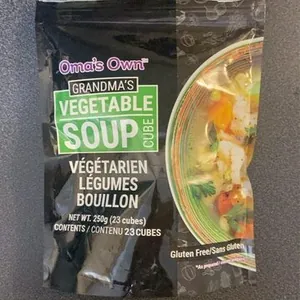 Oma's Own™
GRANDMA'S
VEGETABLE
SOUP CUBE
VÉGÉTARIEN
LÉGUMES
BOUILLON
NET WT. 250g (23 cubes)
CONTENTS / CONTENU 23 CUBES
Gluten Free/Sans Gluten